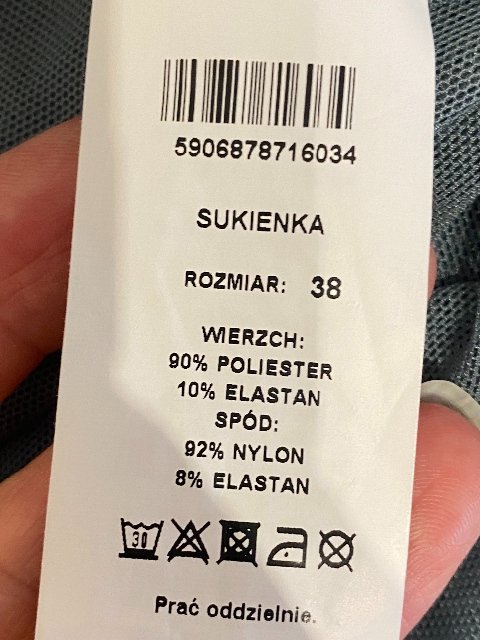 5906878716034
SUKIENKA
ROZMIAR: 38
WIERZCH:
90% POLIESTER
10% ELASTAN
SPÓD:
92% NYLON
8% ELASTAN
30
Prać oddzielnie.